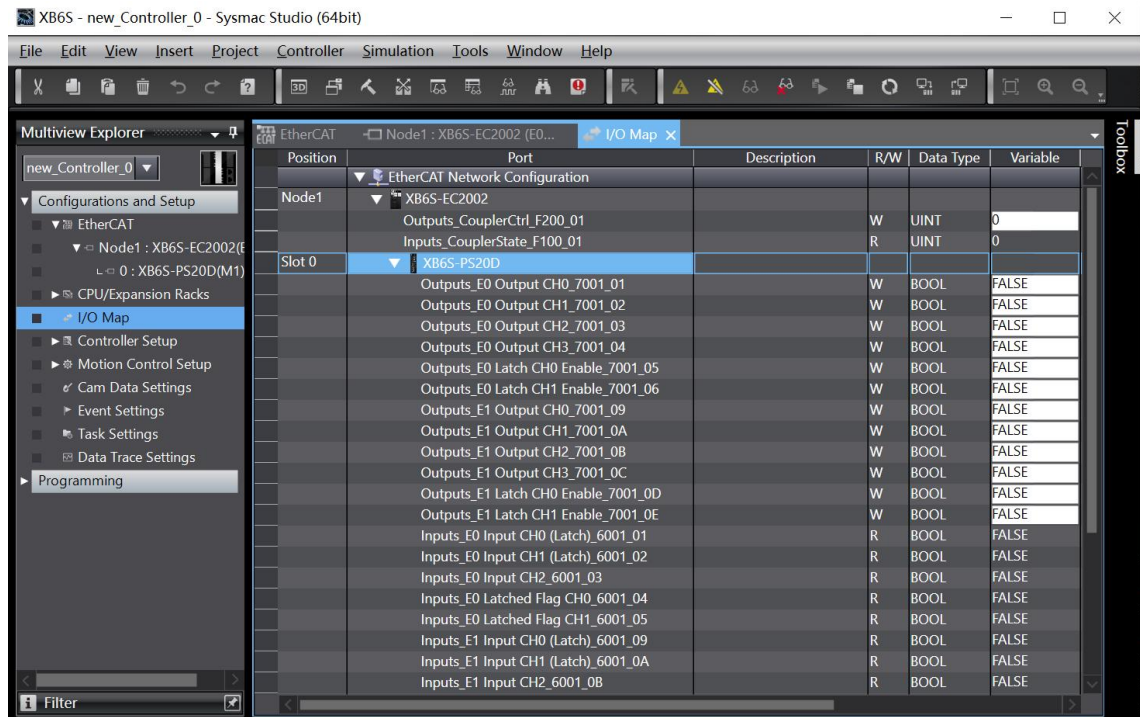 XB6S - new_Controller_0 - Sysmac Studio (64bit)
File Edit View Insert Project Controller Simulation Tools Window Help
Multiview Explorer
new_Controller_0
Configurations and Setup
EtherCAT
Node1 : XB6S-EC2002(E
0 : XB6S-PS20D(M1)
CPU/Expansion Racks
I/O Map
Controller Setup
Motion Control Setup
Cam Data Settings
Event Settings
Task Settings
Data Trace Settings
Programming
Filter
EtherCAT Node1 : XB6S-EC2002 (E0... I/O Map
Position Port Description R/W Data Type Variable
EtherCAT Network Configuration
Node1 XB6S-EC2002
Outputs_CouplerCtrl_F200_01 W UINT 0
Inputs_CouplerState_F100_01 R UINT 0
Slot 0 XB6S-PS20D
Outputs_E0 Output CH0_7001_01 W BOOL FALSE
Outputs_E0 Output CH1_7001_02 W BOOL FALSE
Outputs_E0 Output CH2_7001_03 W BOOL FALSE
Outputs_E0 Output CH3_7001_04 W BOOL FALSE
Outputs_E0 Latch CH0 Enable_7001_05 W BOOL FALSE
Outputs_E0 Latch CH1 Enable_7001_06 W BOOL FALSE
Outputs_E1 Output CH0_7001_09 W BOOL FALSE
Outputs_E1 Output CH1_7001_0A W BOOL FALSE
Outputs_E1 Output CH2_7001_0B W BOOL FALSE
Outputs_E1 Output CH3_7001_0C W BOOL FALSE
Outputs_E1 Latch CH0 Enable_7001_0D W BOOL FALSE
Outputs_E1 Latch CH1 Enable_7001_0E W BOOL FALSE
Inputs_E0 Input CH0 (Latch)_6001_01 R BOOL FALSE
Inputs_E0 Input CH1 (Latch)_6001_02 R BOOL FALSE
Inputs_E0 Input CH2_6001_03 R BOOL FALSE
Inputs_E0 Latched Flag CH0_6001_04 R BOOL FALSE
Inputs_E0 Latched Flag CH1_6001_05 R BOOL FALSE
Inputs_E1 Input CH0 (Latch)_6001_09 R BOOL FALSE
Inputs_E1 Input CH1 (Latch)_6001_0A R BOOL FALSE
Inputs_E1 Input CH2_6001_0B R BOOL FALSE
Toolbox